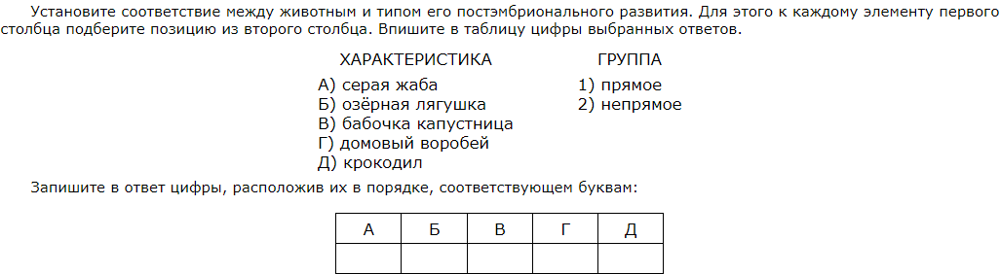 Установите соответствие между животным и типом его постэмбрионального развития. Для этого к каждому элементу первого
столбца подберите позицию из второго столбца. Впишите в таблицу цифры выбранных ответов.
ХАРАКТЕРИСТИКА ГРУППА
А) серая жаба 1) прямое
Б) озёрная лягушка 2) непрямое
В) бабочка капустница
Г) домовый воробей
Д) крокодил
Запишите в ответ цифры, расположив их в порядке, соответствующем буквам:
А Б В Г Д